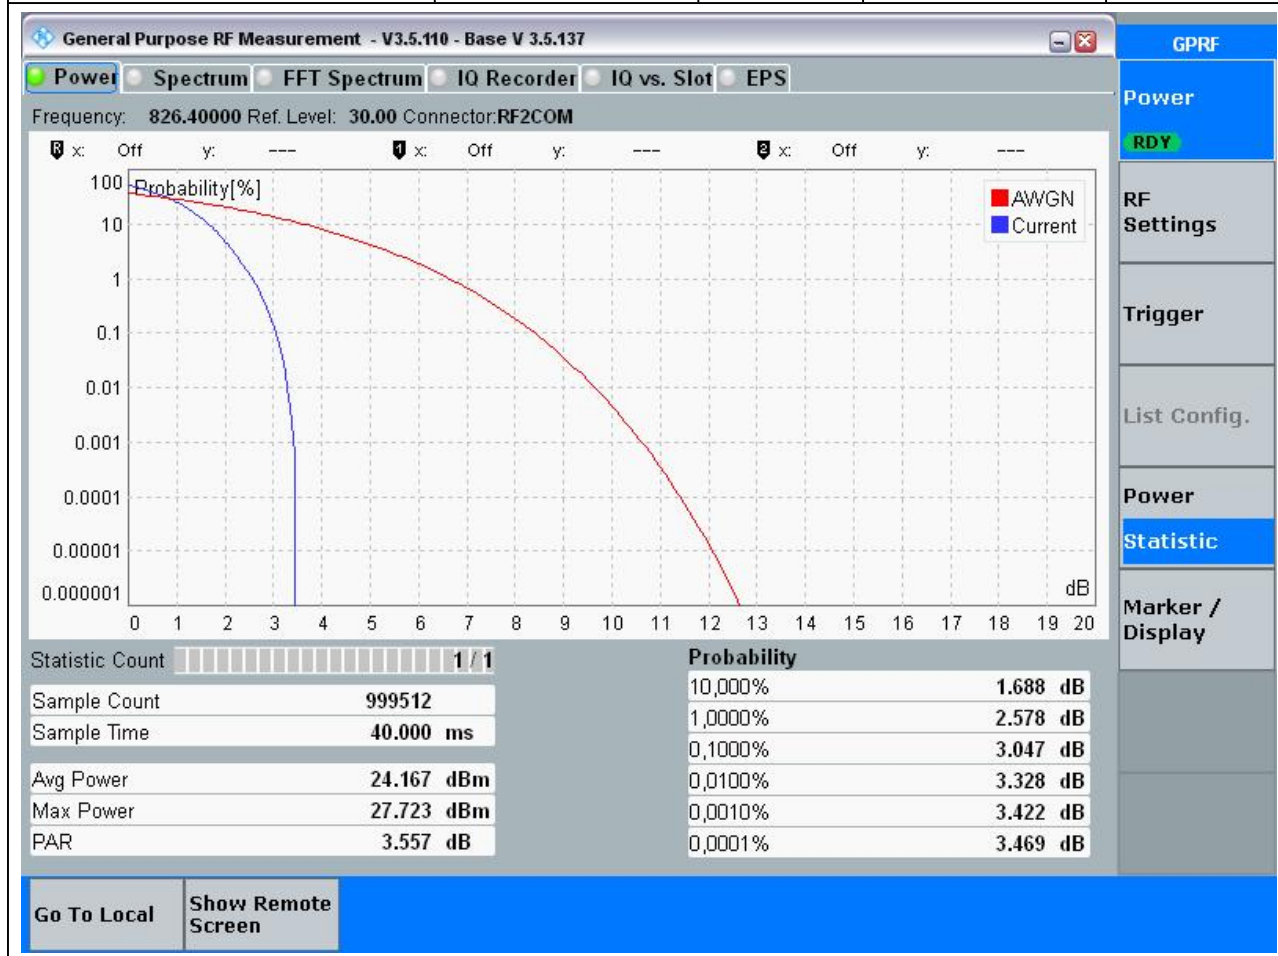 General Purpose RF Measurement - V3.5.110 - Base V 3.5.137
GPRF
Power Spectrum FFT Spectrum IQ Recorder IQ vs. Slot EPS
Frequency: 826.40000 Ref. Level: 30.00 Connector:RF2COM
R x: Off y: --- 1 x: Off y: --- 2 x: Off y: ---
Probability[%]
100
10
1
0.1
0.01
0.001
0.0001
0.00001
0.000001
AWGN
Current
dB
0 1 2 3 4 5 6 7 8 9 10 11 12 13 14 15 16 17 18 19 20
Statistic Count 1 / 1
Sample Count 999512
Sample Time 40.000 ms
Avg Power 24.167 dBm
Max Power 27.723 dBm
PAR 3.557 dB
Probability
10,000% 1.688 dB
1,0000% 2.578 dB
0,1000% 3.047 dB
0,0100% 3.328 dB
0,0010% 3.422 dB
0,0001% 3.469 dB
Power
RDY
RF
Settings
Trigger
List Config.
Power
Statistic
Marker /
Display
Go To Local
Show Remote
Screen